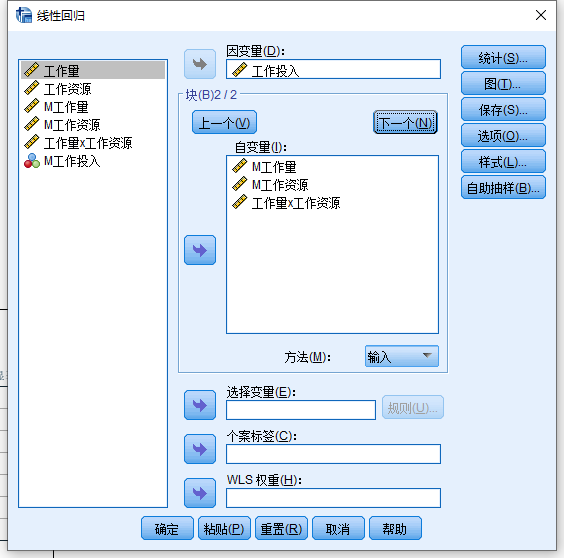 线性回归
工作量
工作资源
M工作量
M工作资源
工作量x工作资源
M工作投入
因变量(D):
工作投入
块(B)2 / 2
上一个(V)
下一个(N)
自变量(I):
M工作量
M工作资源
工作量x工作资源
方法(M):
输入
选择变量(E):
规则(U)...
个案标签(C):
WLS 权重(H):
统计(S)...
图(T)...
保存(S)...
选项(O)...
样式(L)...
自助抽样(B)...
确定
粘贴(P)
重置(R)
取消
帮助